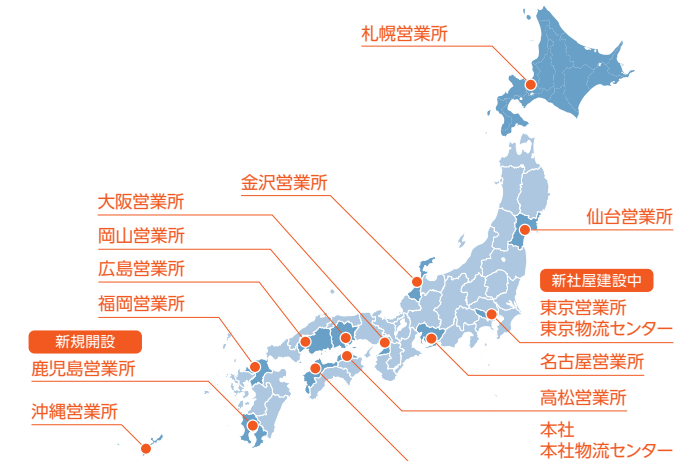 札幌営業所
金沢営業所
大阪営業所
仙台営業所
岡山営業所
広島営業所
新社屋建設中
福岡営業所
東京営業所
東京物流センター
新規開設
鹿児島営業所
名古屋営業所
高松営業所
沖縄営業所
本社
本社物流センター